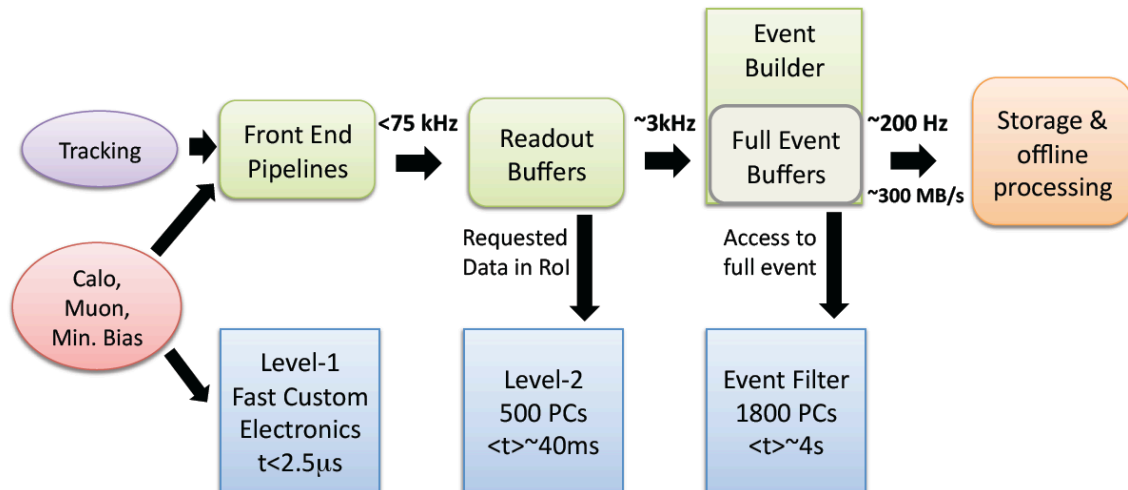 Tracking
Calo,
Muon,
Min. Bias
Front End
Pipelines
<75 kHz
Readout
Buffers
~3kHz
Event
Builder
Full Event
Buffers
~200 Hz
~300 MB/s
Storage &
offline
processing
Requested
Data in RoI
Access to
full event
Level-1
Fast Custom
Electronics
t<2.5μs
Level-2
500 PCs
<t>~40ms
Event Filter
1800 PCs
<t>~4s